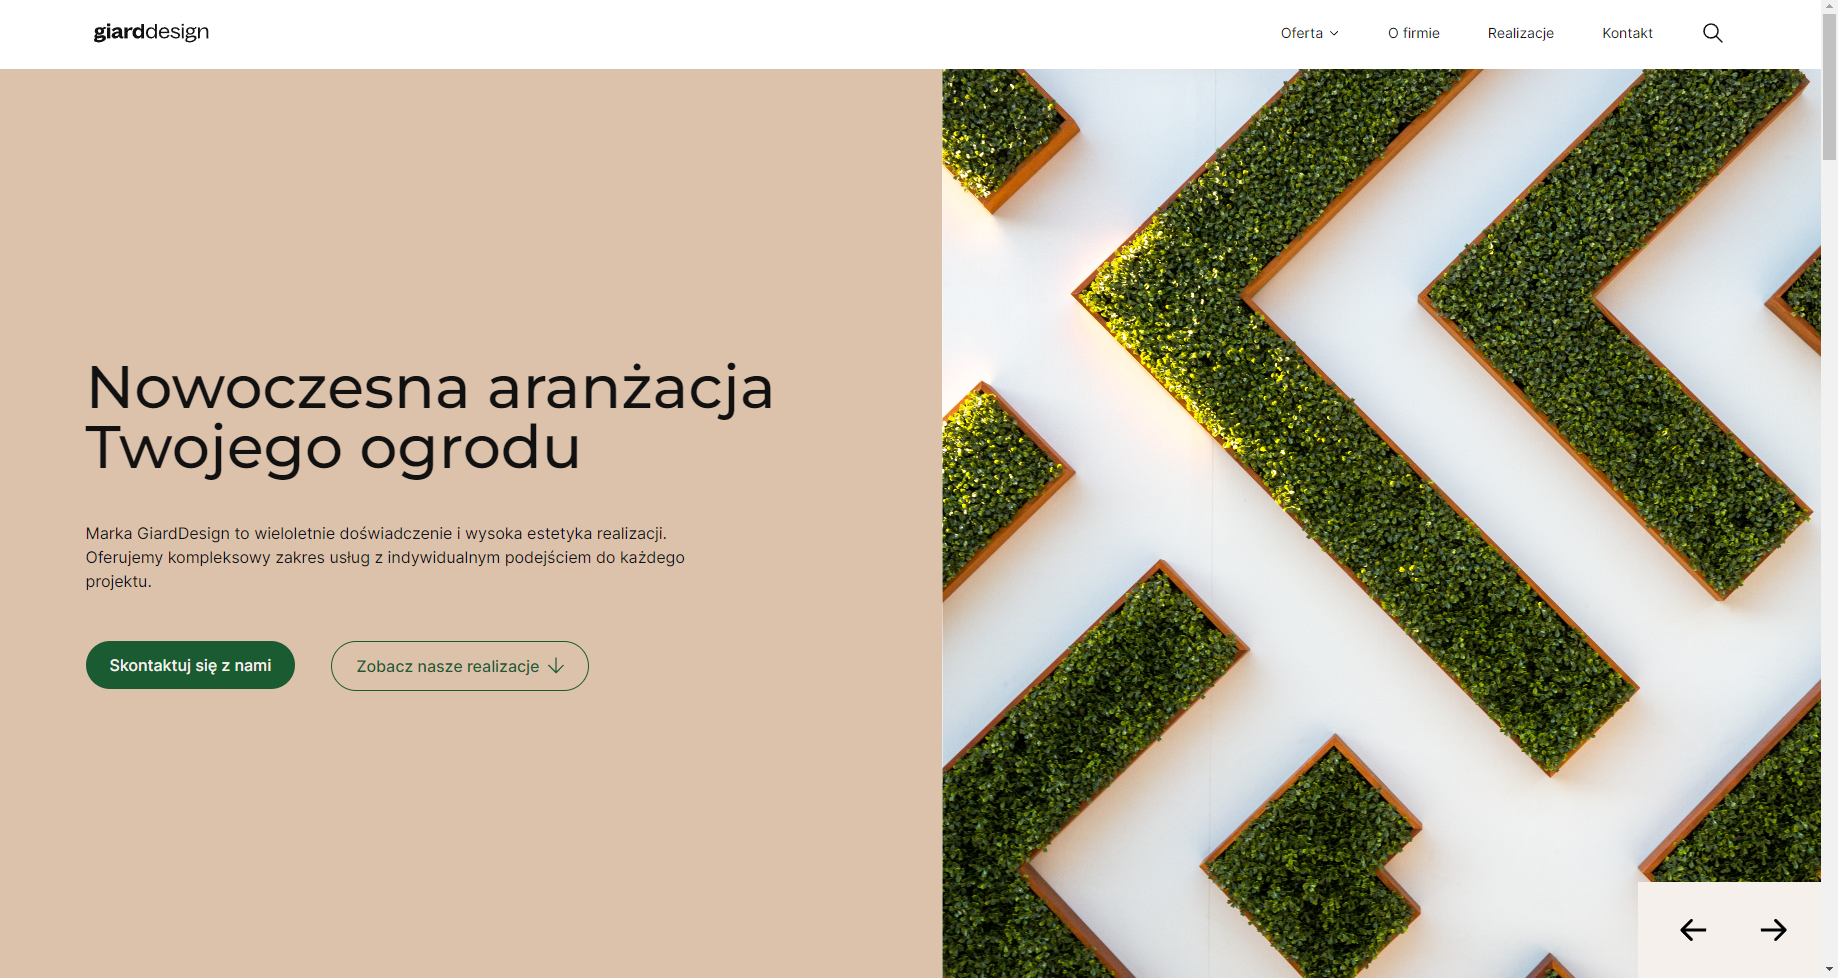 giarddesign
Oferta
O firmie
Realizacje
Kontakt
Nowoczesna aranżacja
Twojego ogrodu
Marka GiardDesign to wieloletnie doświadczenie i wysoka estetyka realizacji.
Oferujemy kompleksowy zakres usług z indywidualnym podejściem do każdego
projektu.
Skontaktuj się z nami
Zobacz nasze realizacje